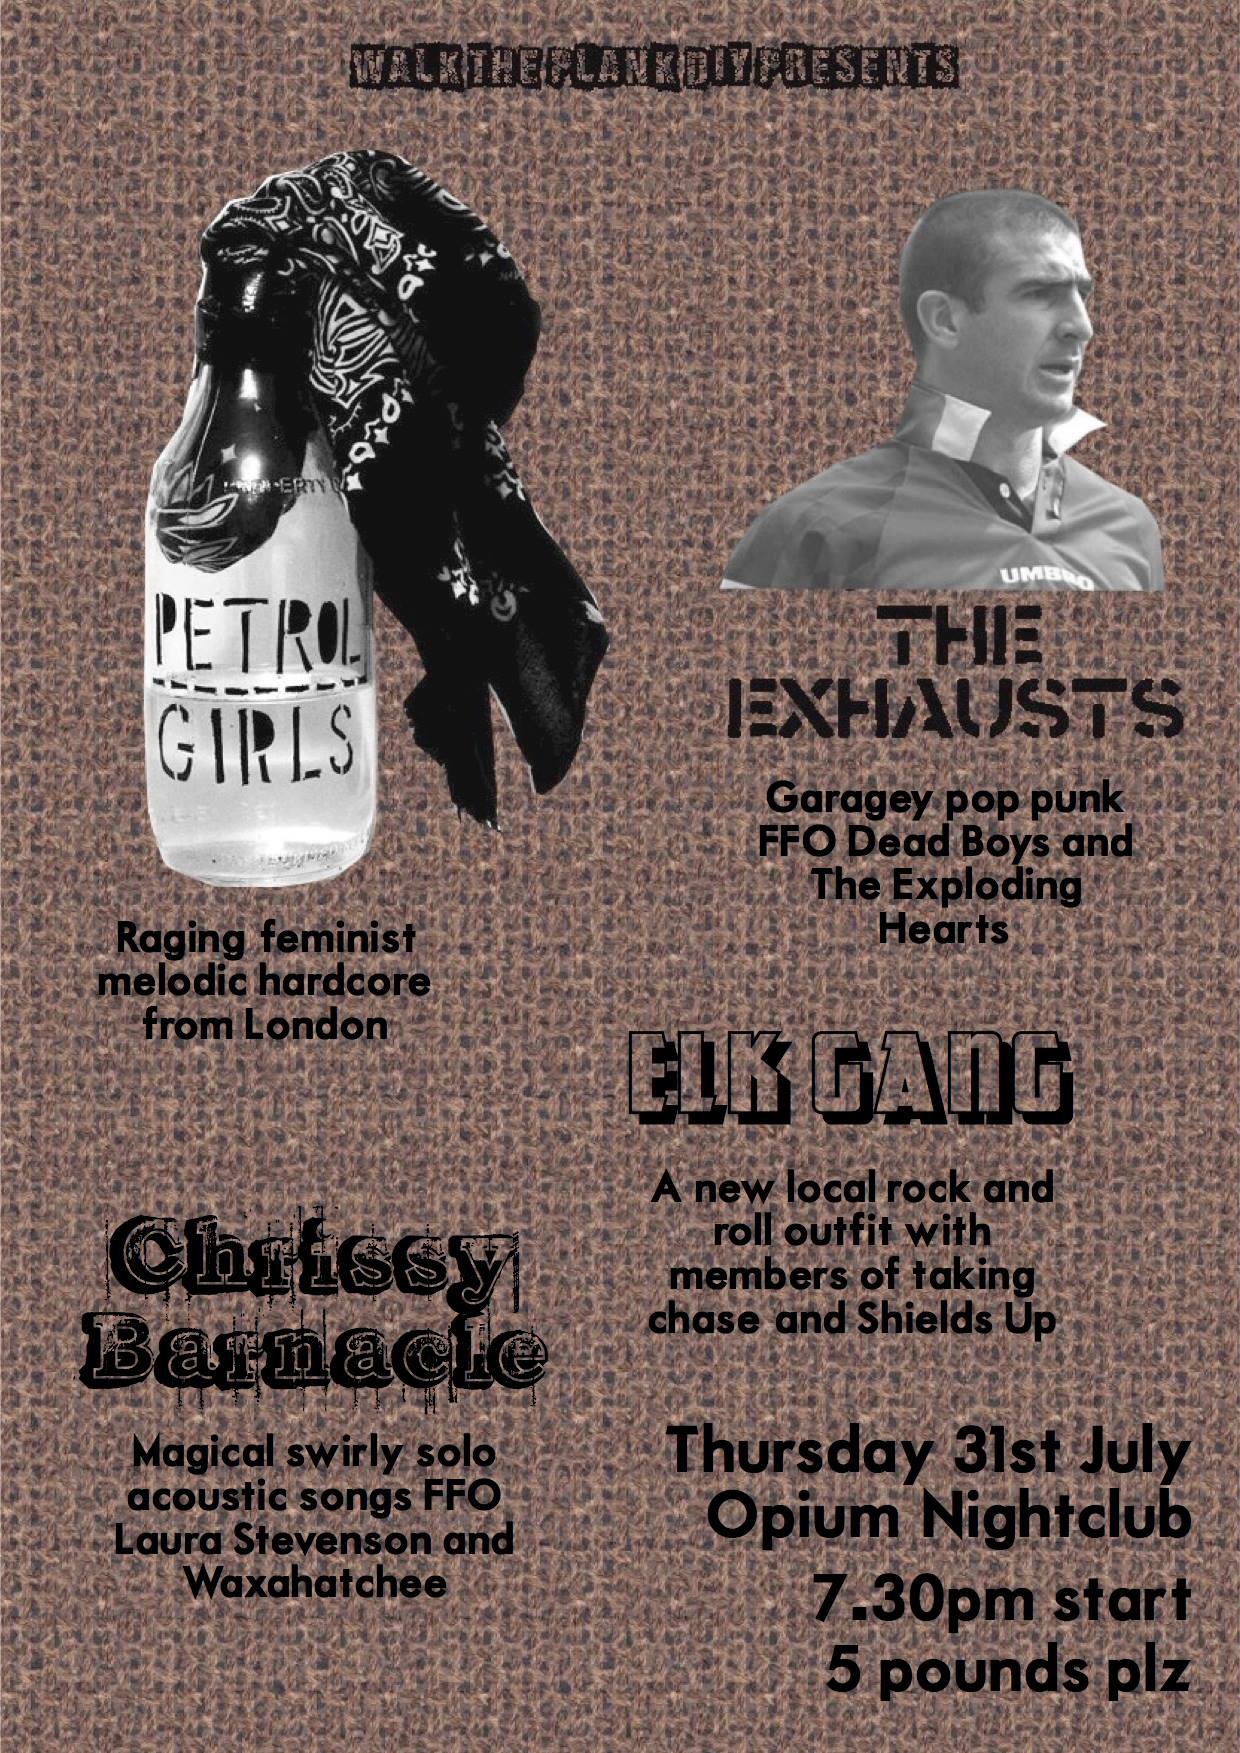 WALK THE PLANK DIY PRESENTS
PETROL
GIRLS
Raging feminist
melodic hardcore
from London
UMBRO
THE
EXHAUSTS
Garagey pop punk
FFO Dead Boys and
The Exploding
Hearts
ELK GANG
A new local rock and
roll outfit with
members of taking
chase and Shields Up
Chrissy
Barnacle
Magical swirly solo
acoustic songs FFO
Laura Stevenson and
Waxahatchee
Thursday 31st July
Opium Nightclub
7.30pm start
5 pounds plz